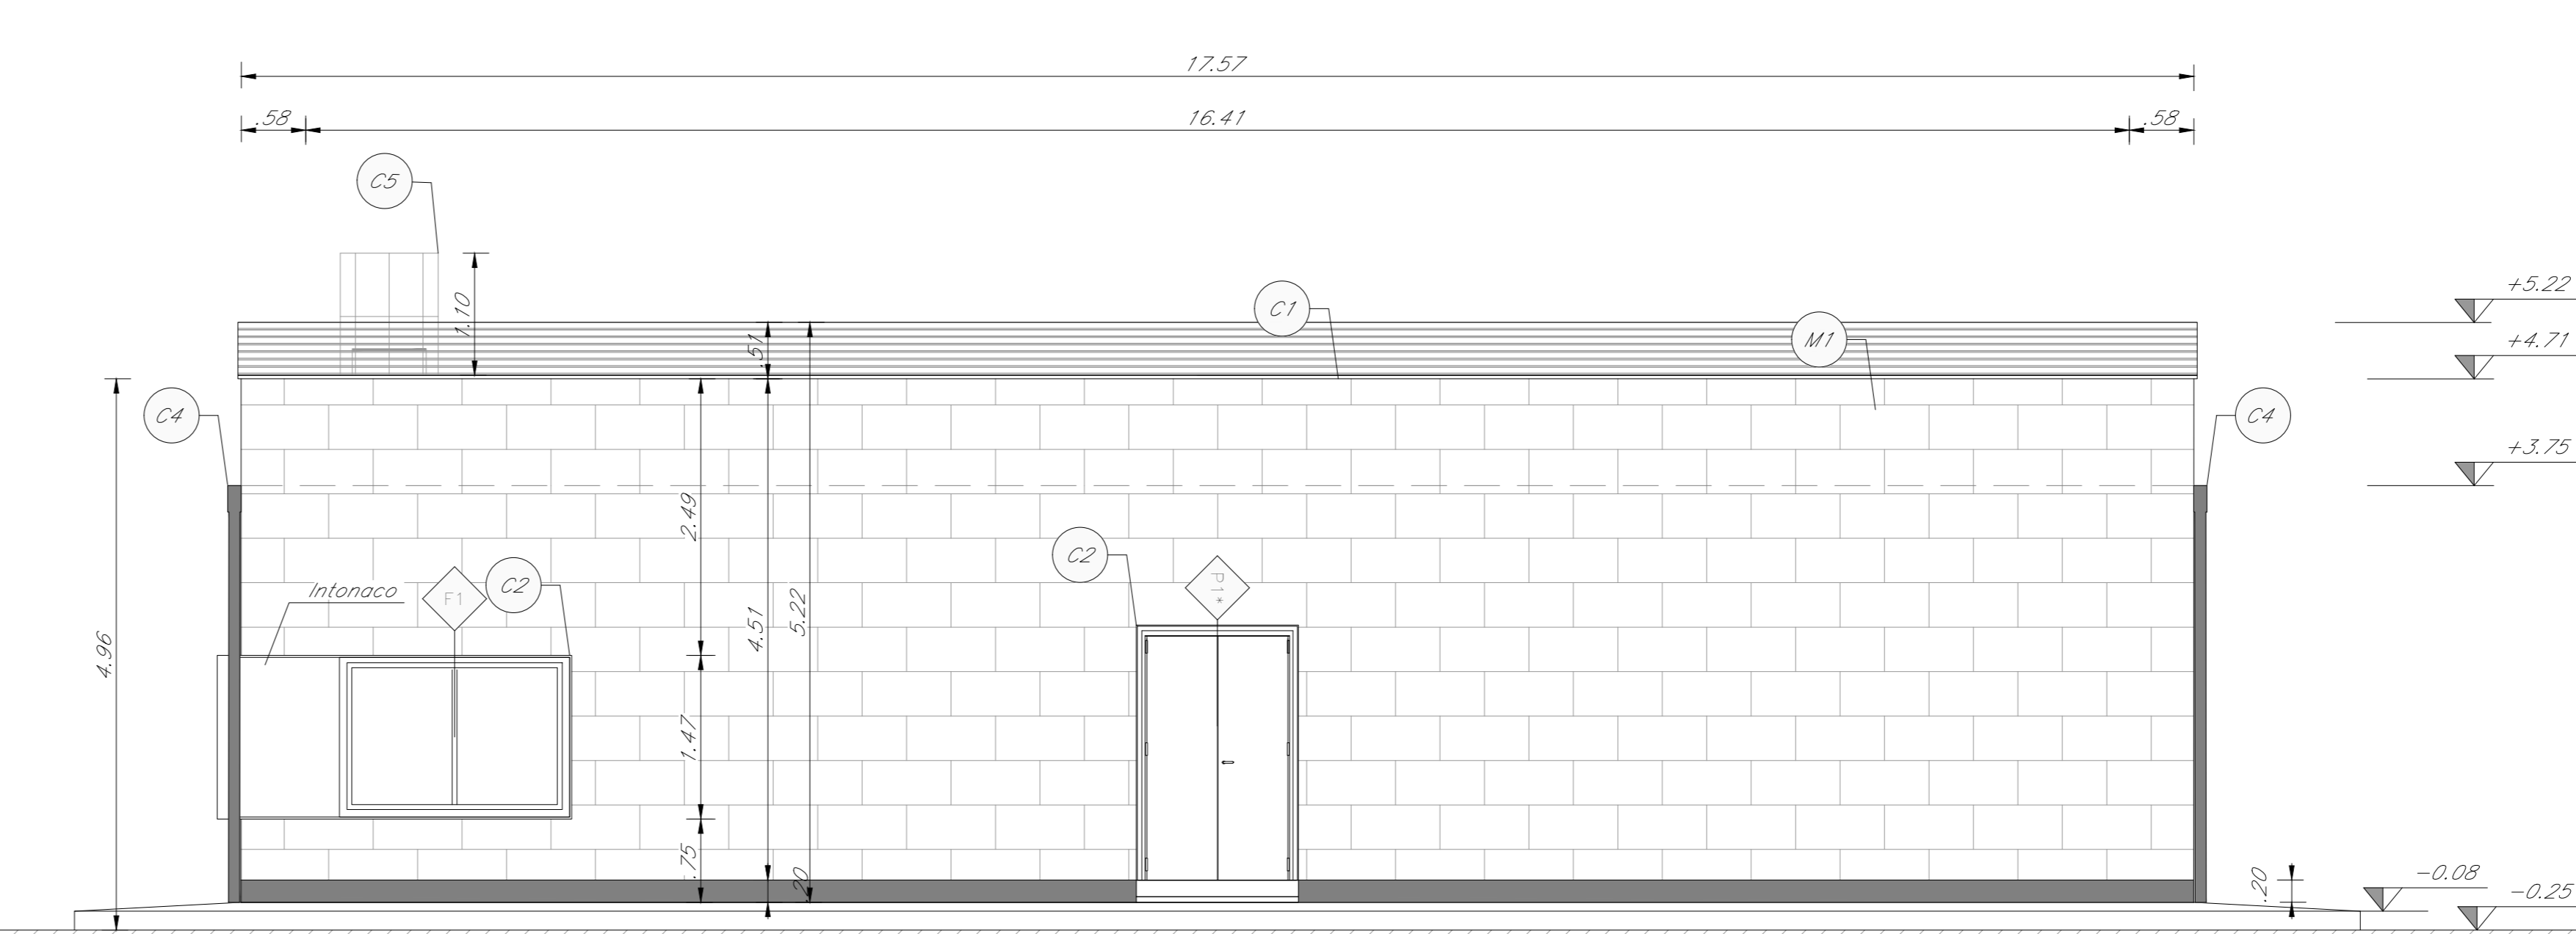 17.57
.58
16.41
.58
C5
1.10
C1
M1
+5.22
+4.71
.51
C4
C4
+3.75
2.49
C2
P1*
Intonaco
F1
C2
4.51
5.22
4.96
1.47
.75
.20
.20
-0.08
-0.25